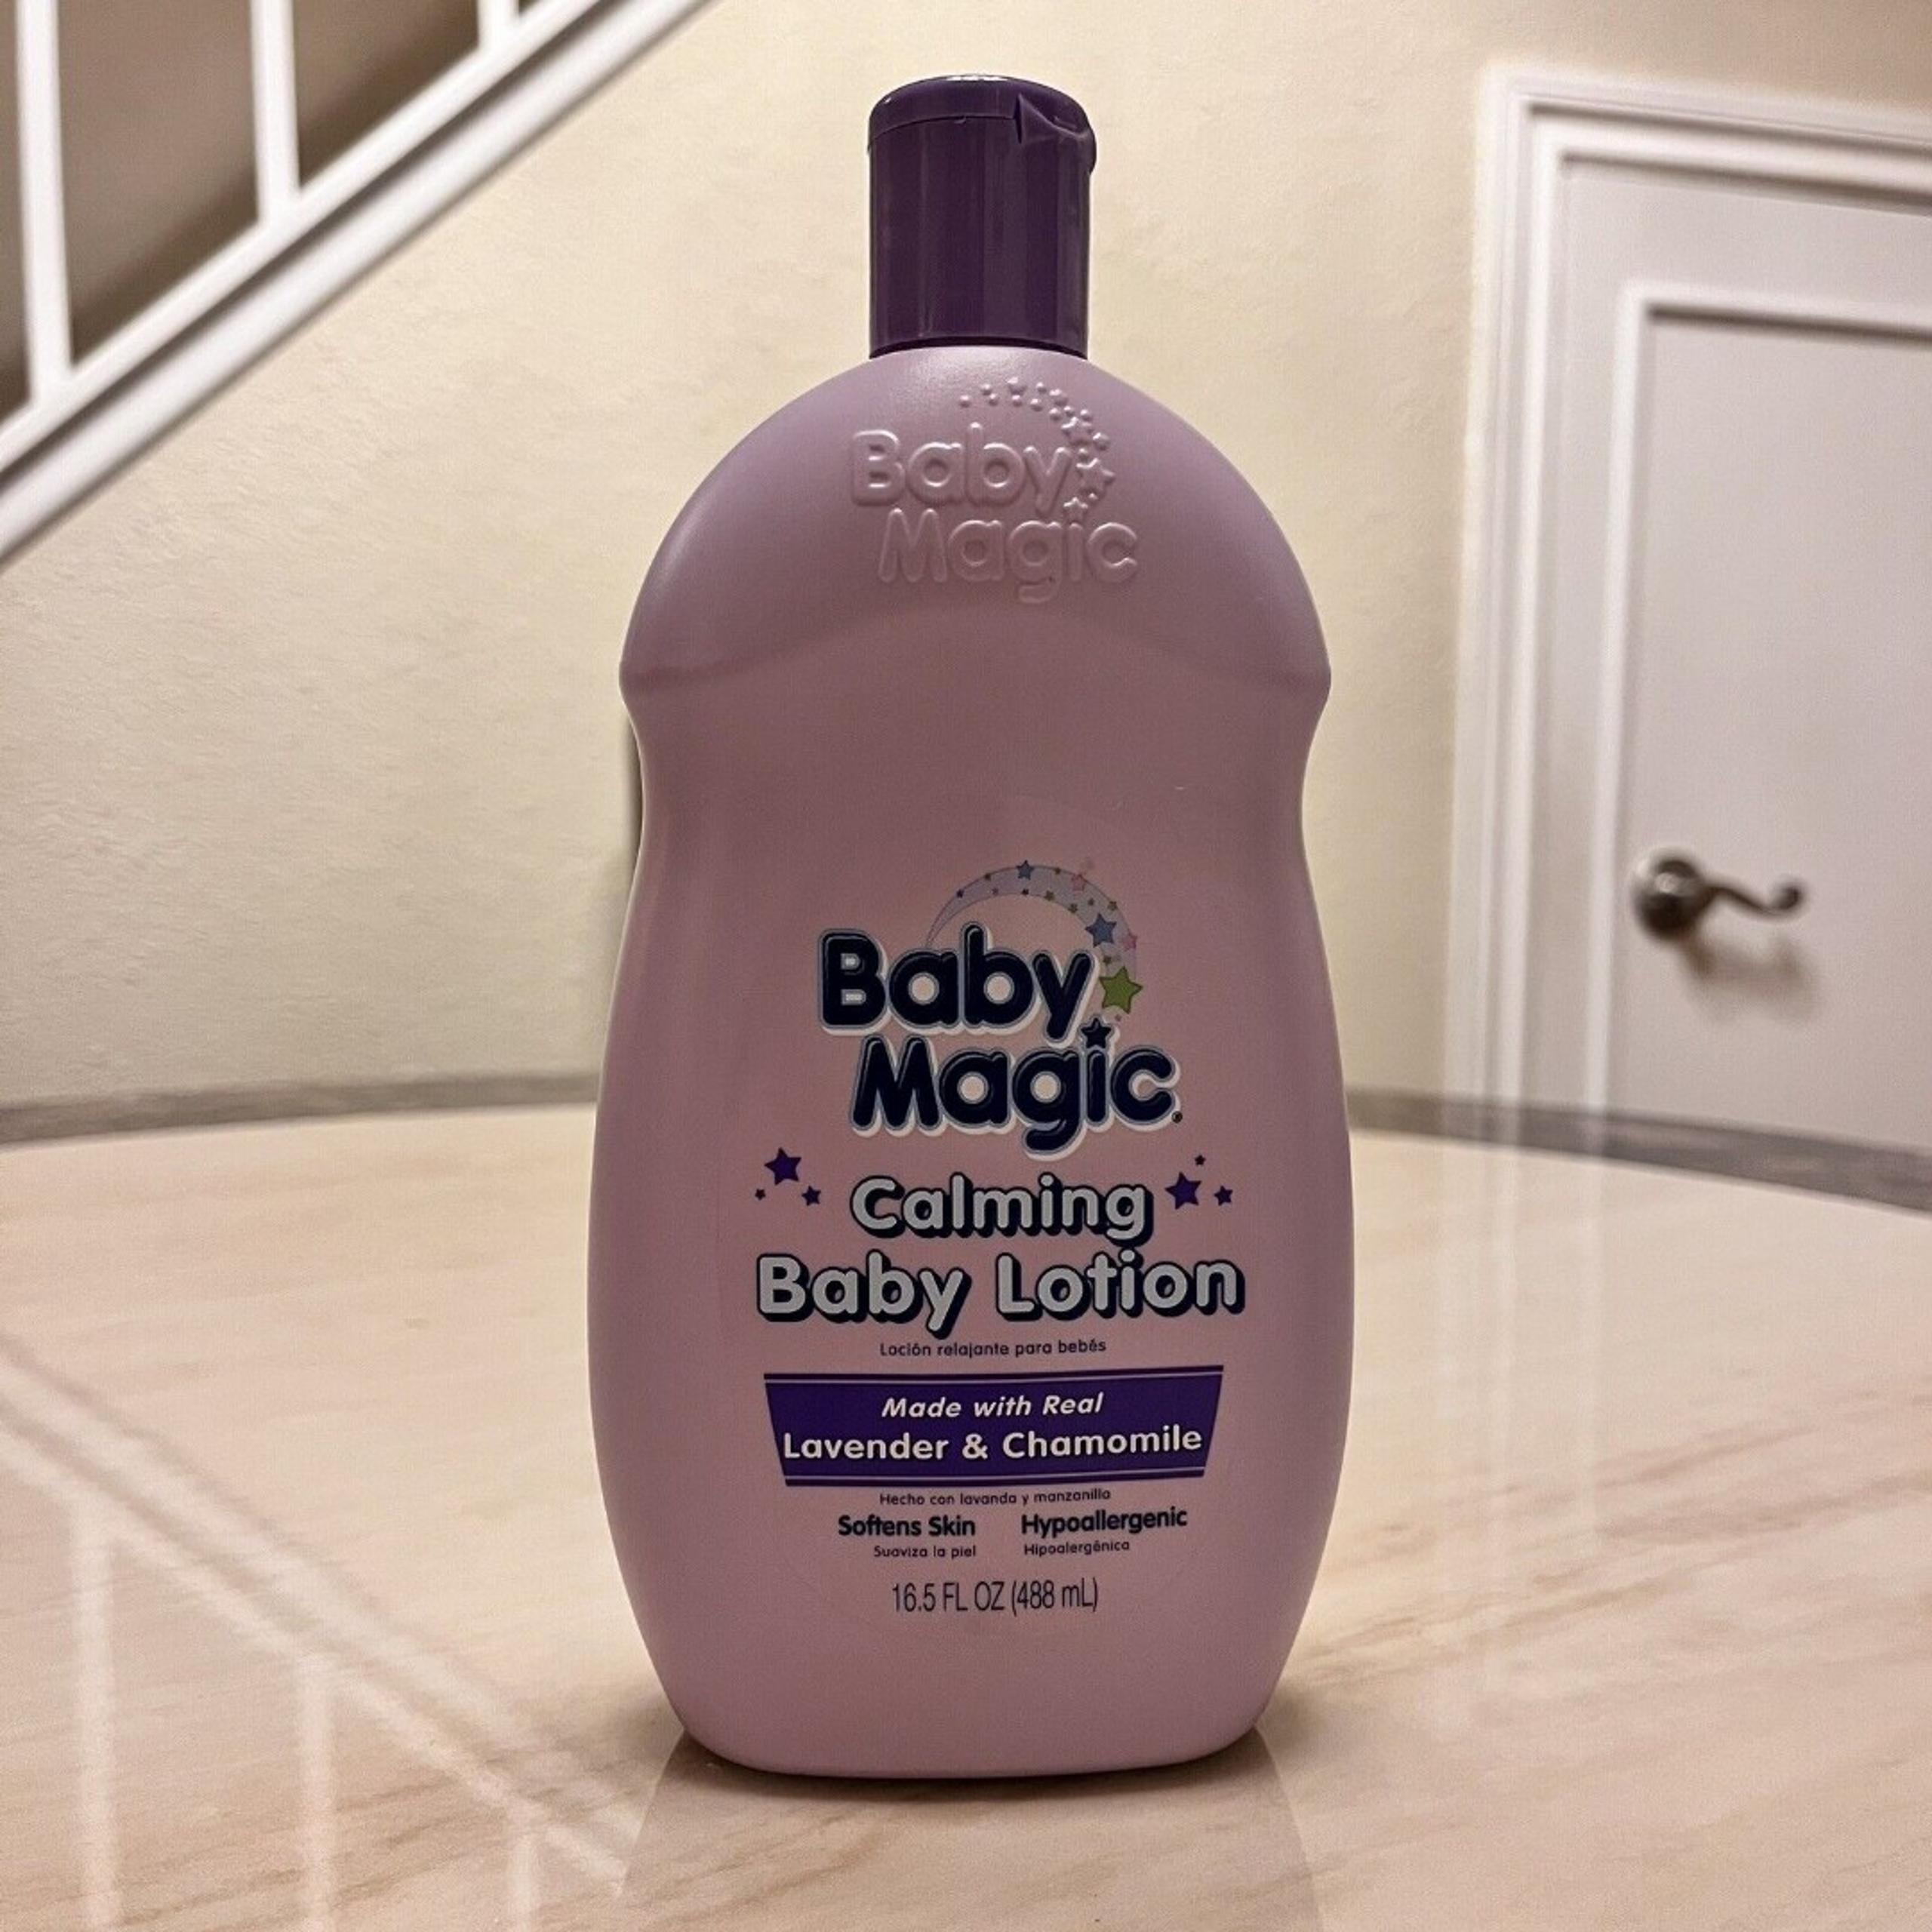 Baby
Magic
Baby
Magic
Calming
Baby Lotion
Loción relajante para bebés
Made with Real
Lavender & Chamomile
Hecho con lavanda y manzanilla
Softens Skin Hypoallergenic
Suaviza la piel Hipoalergénica
16.5 FL OZ (488 mL)